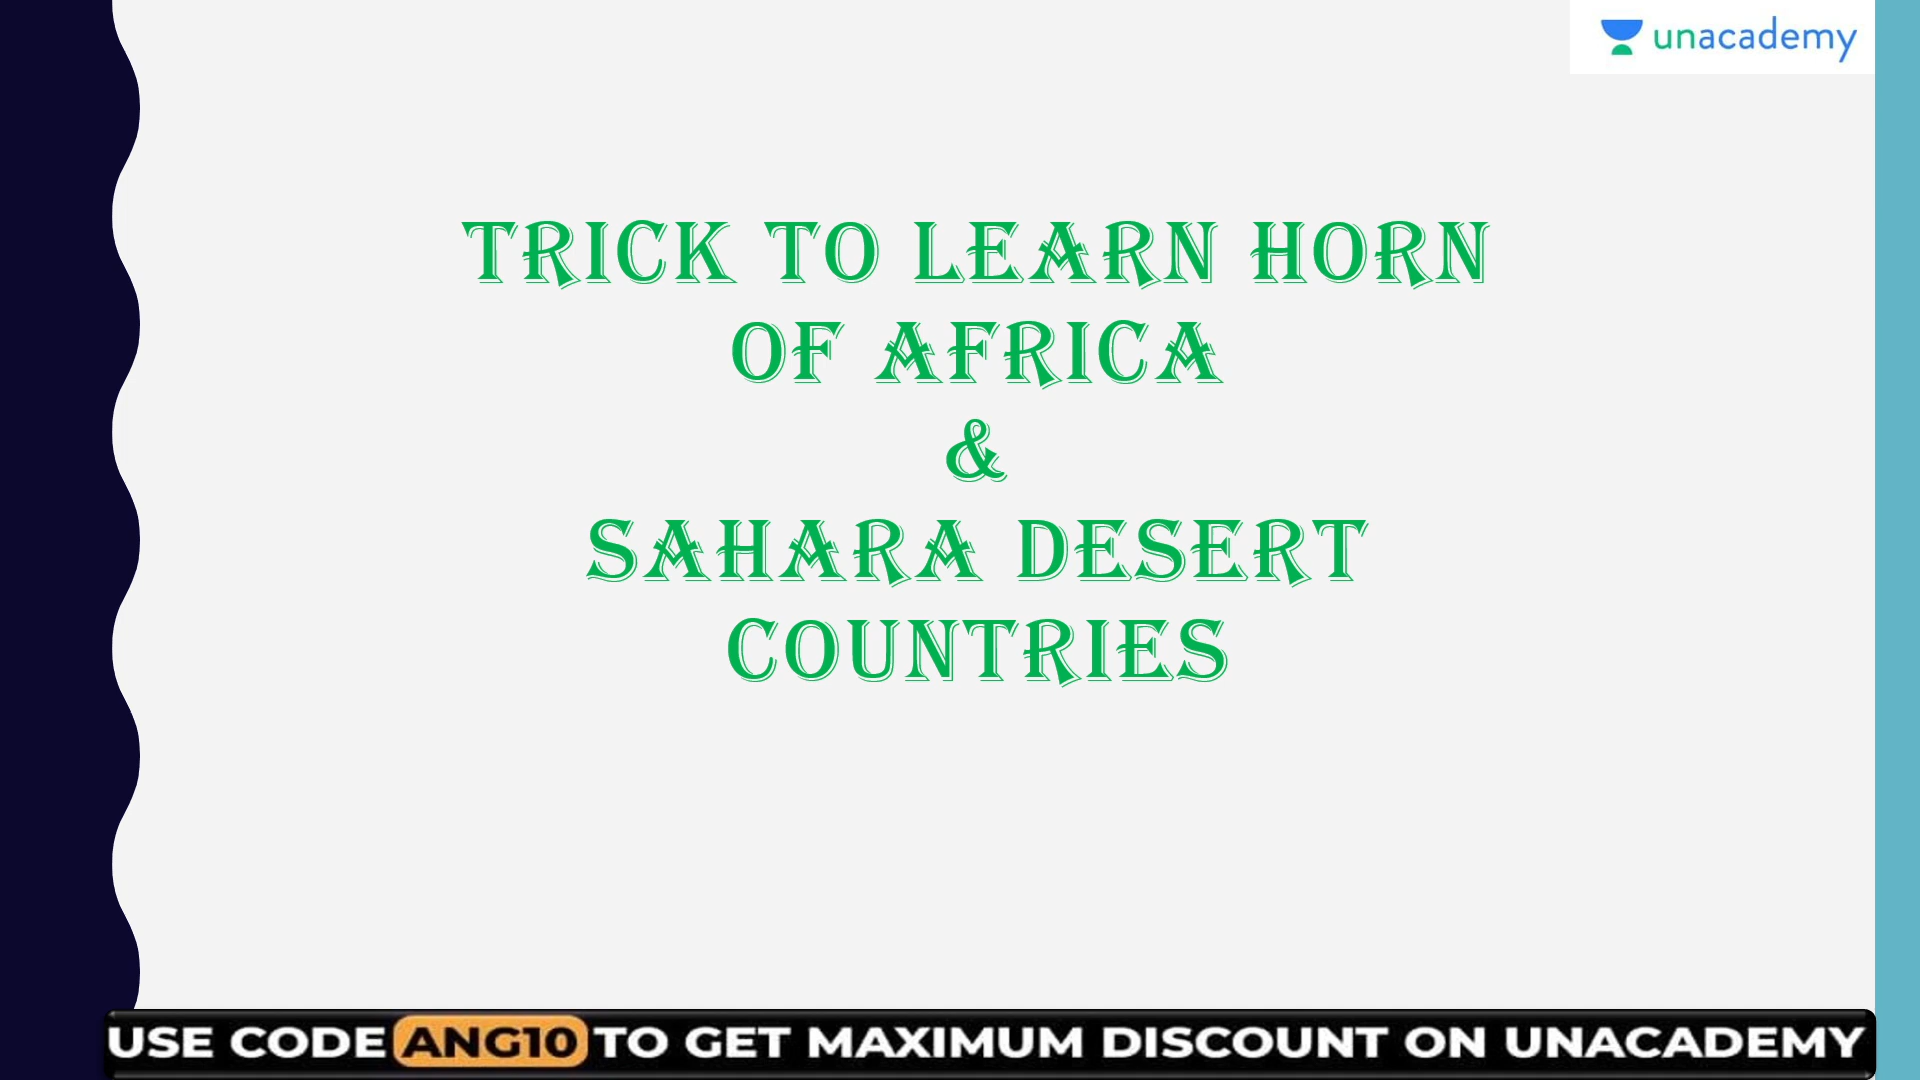 unacademy
TRICK TO LEARN HORN
OF AFRICA
&
SAHARA DESERT
COUNTRIES
USE CODE ANG10 TO GET MAXIMUM DISCOUNT ON UNACADEMY